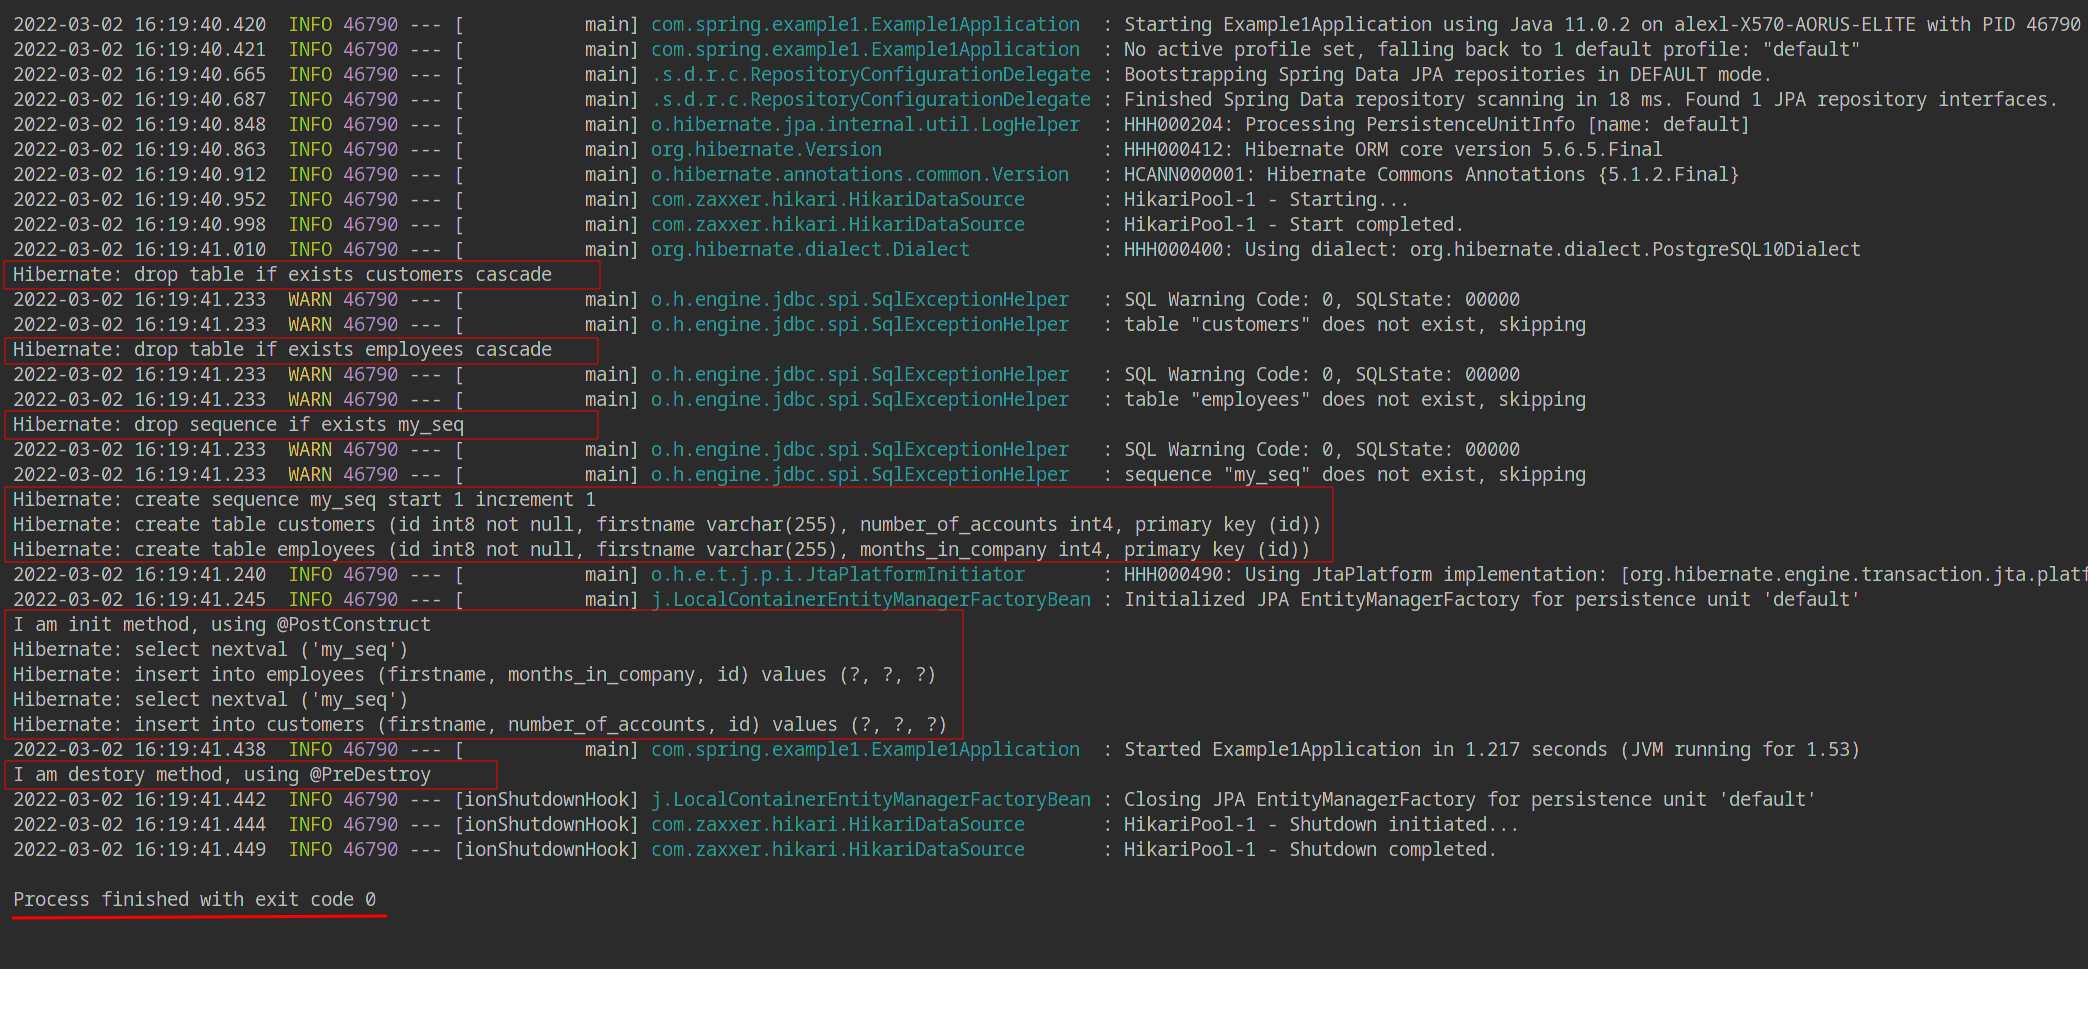 2022-03-02 16:19:40.420  INFO 46790 --- [           main] com.spring.example1.Example1Application  : Starting Example1Application using Java 11.0.2 on alexl-X570-AORUS-ELITE with PID 46790
2022-03-02 16:19:40.421  INFO 46790 --- [           main] com.spring.example1.Example1Application  : No active profile set, falling back to 1 default profile: "default"
2022-03-02 16:19:40.665  INFO 46790 --- [           main] .s.d.r.c.RepositoryConfigurationDelegate : Bootstrapping Spring Data JPA repositories in DEFAULT mode.
2022-03-02 16:19:40.687  INFO 46790 --- [           main] .s.d.r.c.RepositoryConfigurationDelegate : Finished Spring Data repository scanning in 18 ms. Found 1 JPA repository interfaces.
2022-03-02 16:19:40.848  INFO 46790 --- [           main] o.hibernate.jpa.internal.util.LogHelper  : HHH000204: Processing PersistenceUnitInfo [name: default]
2022-03-02 16:19:40.863  INFO 46790 --- [           main] org.hibernate.Version                    : HHH000412: Hibernate ORM core version 5.6.5.Final
2022-03-02 16:19:40.912  INFO 46790 --- [           main] o.hibernate.annotations.common.Version   : HCANN000001: Hibernate Commons Annotations {5.1.2.Final}
2022-03-02 16:19:40.952  INFO 46790 --- [           main] com.zaxxer.hikari.HikariDataSource       : HikariPool-1 - Starting...
2022-03-02 16:19:40.998  INFO 46790 --- [           main] com.zaxxer.hikari.HikariDataSource       : HikariPool-1 - Start completed.
2022-03-02 16:19:41.010  INFO 46790 --- [           main] org.hibernate.dialect.Dialect            : HHH000400: Using dialect: org.hibernate.dialect.PostgreSQL10Dialect
Hibernate: drop table if exists customers cascade
2022-03-02 16:19:41.233  WARN 46790 --- [           main] o.h.engine.jdbc.spi.SqlExceptionHelper   : SQL Warning Code: 0, SQLState: 00000
2022-03-02 16:19:41.233  WARN 46790 --- [           main] o.h.engine.jdbc.spi.SqlExceptionHelper   : table "customers" does not exist, skipping
Hibernate: drop table if exists employees cascade
2022-03-02 16:19:41.233  WARN 46790 --- [           main] o.h.engine.jdbc.spi.SqlExceptionHelper   : SQL Warning Code: 0, SQLState: 00000
2022-03-02 16:19:41.233  WARN 46790 --- [           main] o.h.engine.jdbc.spi.SqlExceptionHelper   : table "employees" does not exist, skipping
Hibernate: drop sequence if exists my_seq
2022-03-02 16:19:41.233  WARN 46790 --- [           main] o.h.engine.jdbc.spi.SqlExceptionHelper   : SQL Warning Code: 0, SQLState: 00000
2022-03-02 16:19:41.233  WARN 46790 --- [           main] o.h.engine.jdbc.spi.SqlExceptionHelper   : sequence "my_seq" does not exist, skipping
Hibernate: create sequence my_seq start 1 increment 1
Hibernate: create table customers (id int8 not null, firstname varchar(255), number_of_accounts int4, primary key (id))
Hibernate: create table employees (id int8 not null, firstname varchar(255), months_in_company int4, primary key (id))
2022-03-02 16:19:41.240  INFO 46790 --- [           main] o.h.e.t.j.p.i.JtaPlatformInitiator       : HHH000490: Using JtaPlatform implementation: [org.hibernate.engine.transaction.jta.platf
2022-03-02 16:19:41.245  INFO 46790 --- [           main] j.LocalContainerEntityManagerFactoryBean : Initialized JPA EntityManagerFactory for persistence unit 'default'
I am init method, using @PostConstruct
Hibernate: select nextval ('my_seq')
Hibernate: insert into employees (firstname, months_in_company, id) values (?, ?, ?)
Hibernate: select nextval ('my_seq')
Hibernate: insert into customers (firstname, number_of_accounts, id) values (?, ?, ?)
2022-03-02 16:19:41.438  INFO 46790 --- [           main] com.spring.example1.Example1Application  : Started Example1Application in 1.217 seconds (JVM running for 1.53)
I am destory method, using @PreDestroy
2022-03-02 16:19:41.442  INFO 46790 --- [ionShutdownHook] j.LocalContainerEntityManagerFactoryBean : Closing JPA EntityManagerFactory for persistence unit 'default'
2022-03-02 16:19:41.444  INFO 46790 --- [ionShutdownHook] com.zaxxer.hikari.HikariDataSource       : HikariPool-1 - Shutdown initiated...
2022-03-02 16:19:41.449  INFO 46790 --- [ionShutdownHook] com.zaxxer.hikari.HikariDataSource       : HikariPool-1 - Shutdown completed.
Process finished with exit code 0